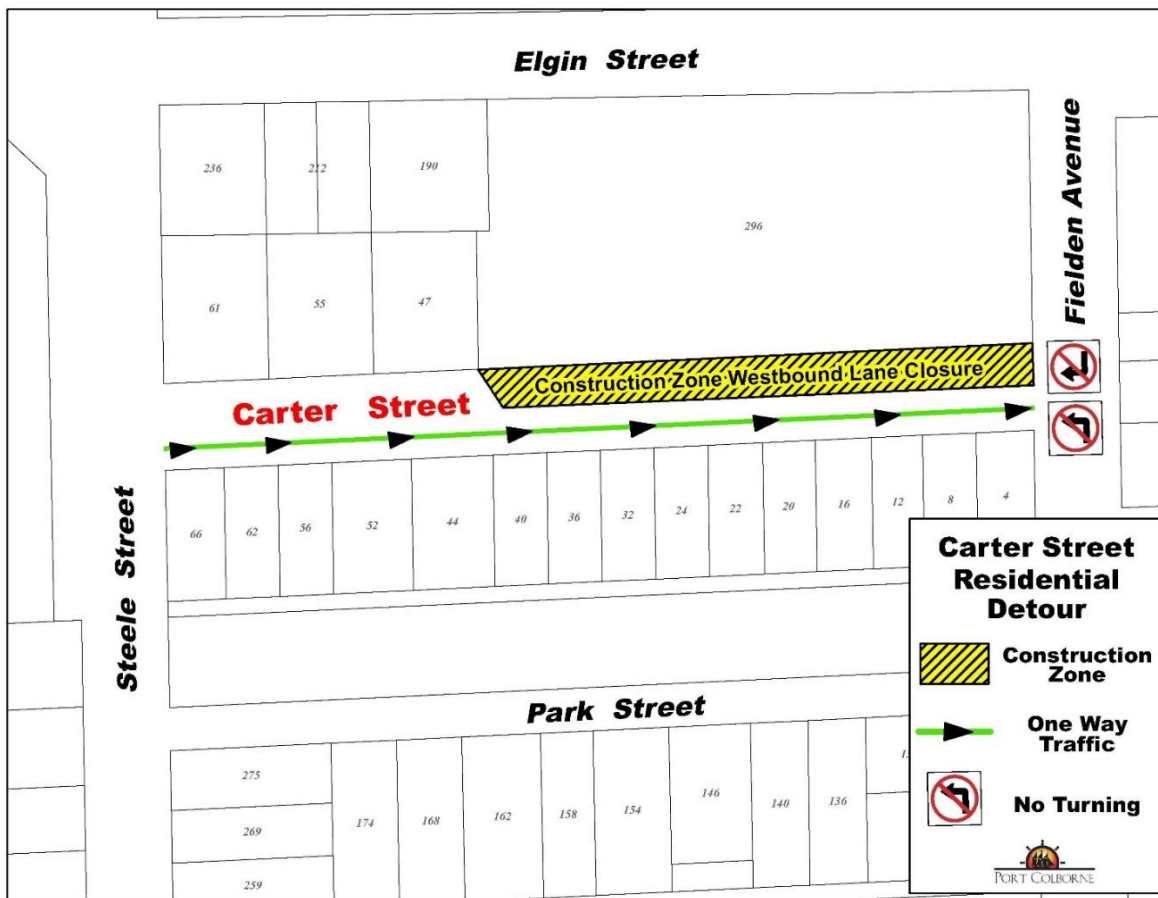 Elgin Street
Fielden Avenue
236
212
190
296
61
55
47
Construction Zone Westbound Lane Closure
Carter Street
Steele Street
66
62
56
52
44
40
36
32
24
22
20
16
12
8
4
Park Street
275
269
259
174
168
162
158
154
146
140
136
Carter Street
Residential
Detour
Construction
Zone
One Way
Traffic
No Turning
PORT COLBORNE